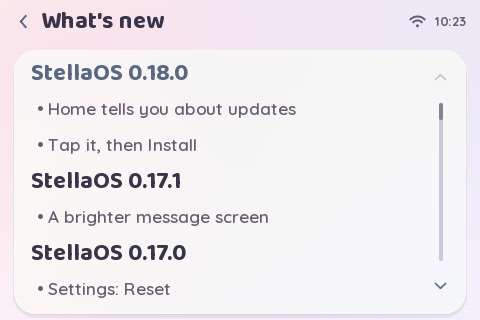 What's new
10:23
StellaOS 0.18.0
• Home tells you about updates
• Tap it, then Install
StellaOS 0.17.1
• A brighter message screen
StellaOS 0.17.0
• Settings: Reset